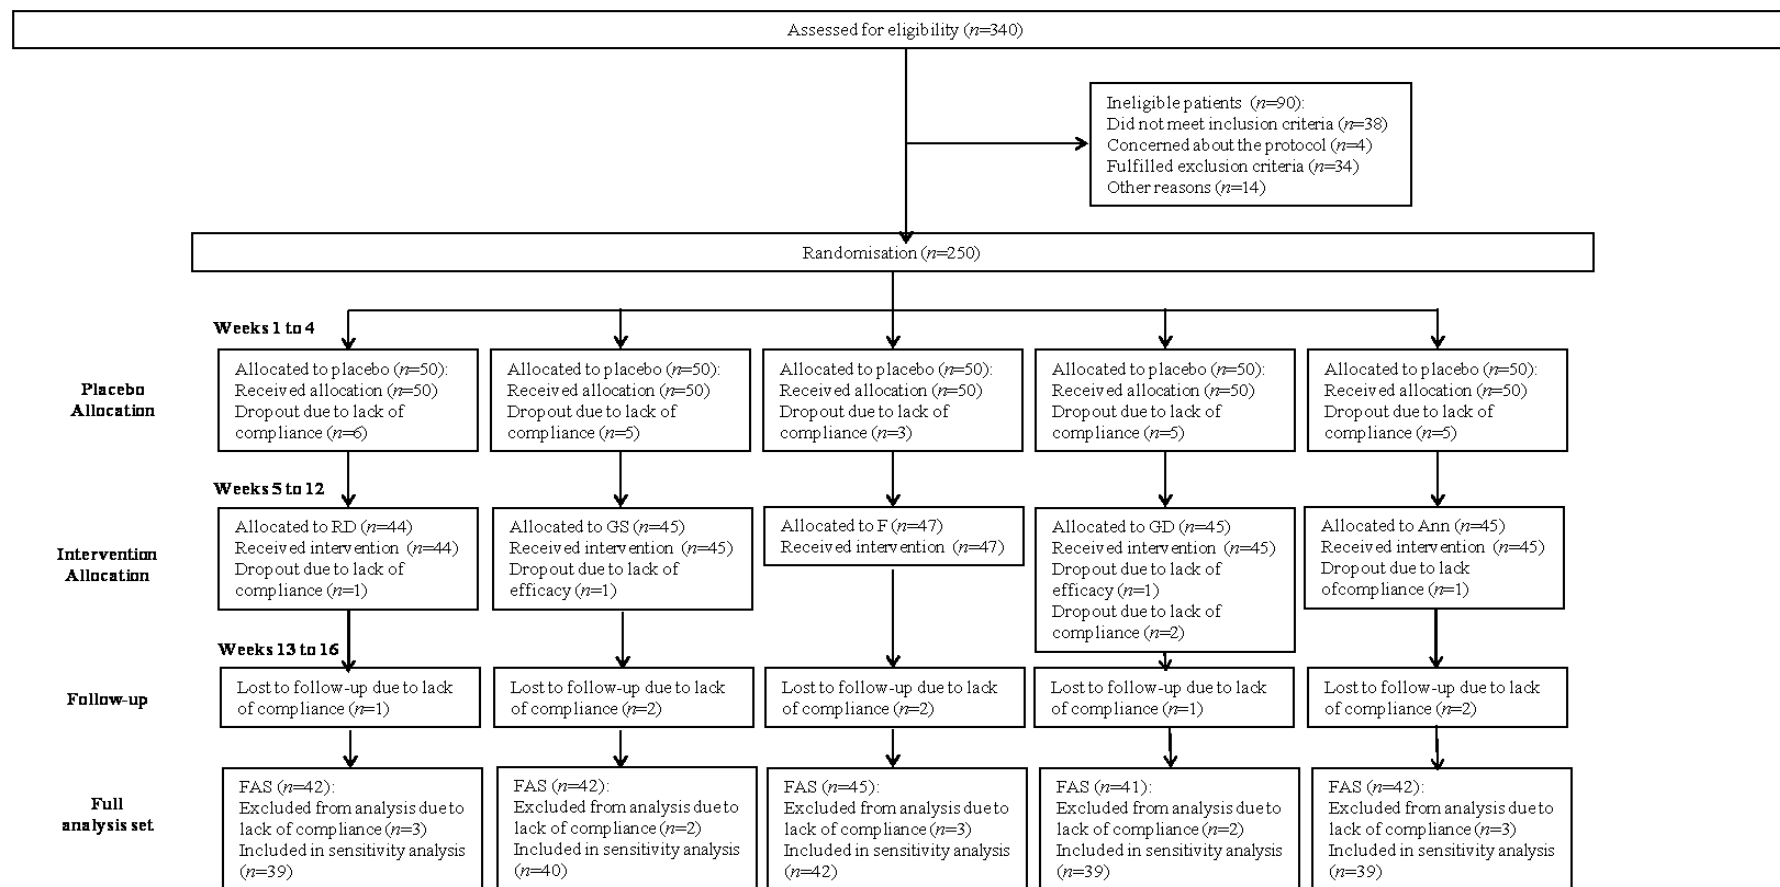 Assessed for eligibility (n=340)
Ineligible patients (n=90):
Did not meet inclusion criteria (n=38)
Concerned about the protocol (n=4)
Fulfilled exclusion criteria (n=34)
Other reasons (n=14)
Randomisation (n=250)
Weeks 1 to 4
Placebo
Allocation
Allocated to placebo (n=50):
Received allocation (n=50)
Dropout due to lack of
compliance (n=6)
Allocated to placebo (n=50):
Received allocation (n=50)
Dropout due to lack of
compliance (n=5)
Allocated to placebo (n=50):
Received allocation (n=50)
Dropout due to lack of
compliance (n=3)
Allocated to placebo (n=50):
Received allocation (n=50)
Dropout due to lack of
compliance (n=5)
Allocated to placebo (n=50):
Received allocation (n=50)
Dropout due to lack of
compliance (n=5)
Weeks 5 to 12
Intervention
Allocation
Allocated to RD (n=44)
Received intervention (n=44)
Dropout due to lack of
compliance (n=1)
Allocated to GS (n=45)
Received intervention (n=45)
Dropout due to lack of
efficacy (n=1)
Allocated to F (n=47)
Received intervention (n=47)
Allocated to GD (n=45)
Received intervention (n=45)
Dropout due to lack of
efficacy (n=1)
Dropout due to lack of
compliance (n=2)
Allocated to Ann (n=45)
Received intervention (n=45)
Dropout due to lack
ofcompliance (n=1)
Weeks 13 to 16
Follow-up
Lost to follow-up due to lack
of compliance (n=1)
Lost to follow-up due to lack
of compliance (n=2)
Lost to follow-up due to lack
of compliance (n=2)
Lost to follow-up due to lack
of compliance (n=1)
Lost to follow-up due to lack
of compliance (n=2)
Full
analysis set
FAS (n=42):
Excluded from analysis due to
lack of compliance (n=3)
Included in sensitivity analysis
(n=39)
FAS (n=42):
Excluded from analysis due to
lack of compliance (n=2)
Included in sensitivity analysis
(n=40)
FAS (n=45):
Excluded from analysis due to
lack of compliance (n=3)
Included in sensitivity analysis
(n=42)
FAS (n=41):
Excluded from analysis due to
lack of compliance (n=2)
Included in sensitivity analysis
(n=39)
FAS (n=42):
Excluded from analysis due to
lack of compliance (n=3)
Included in sensitivity analysis
(n=39)